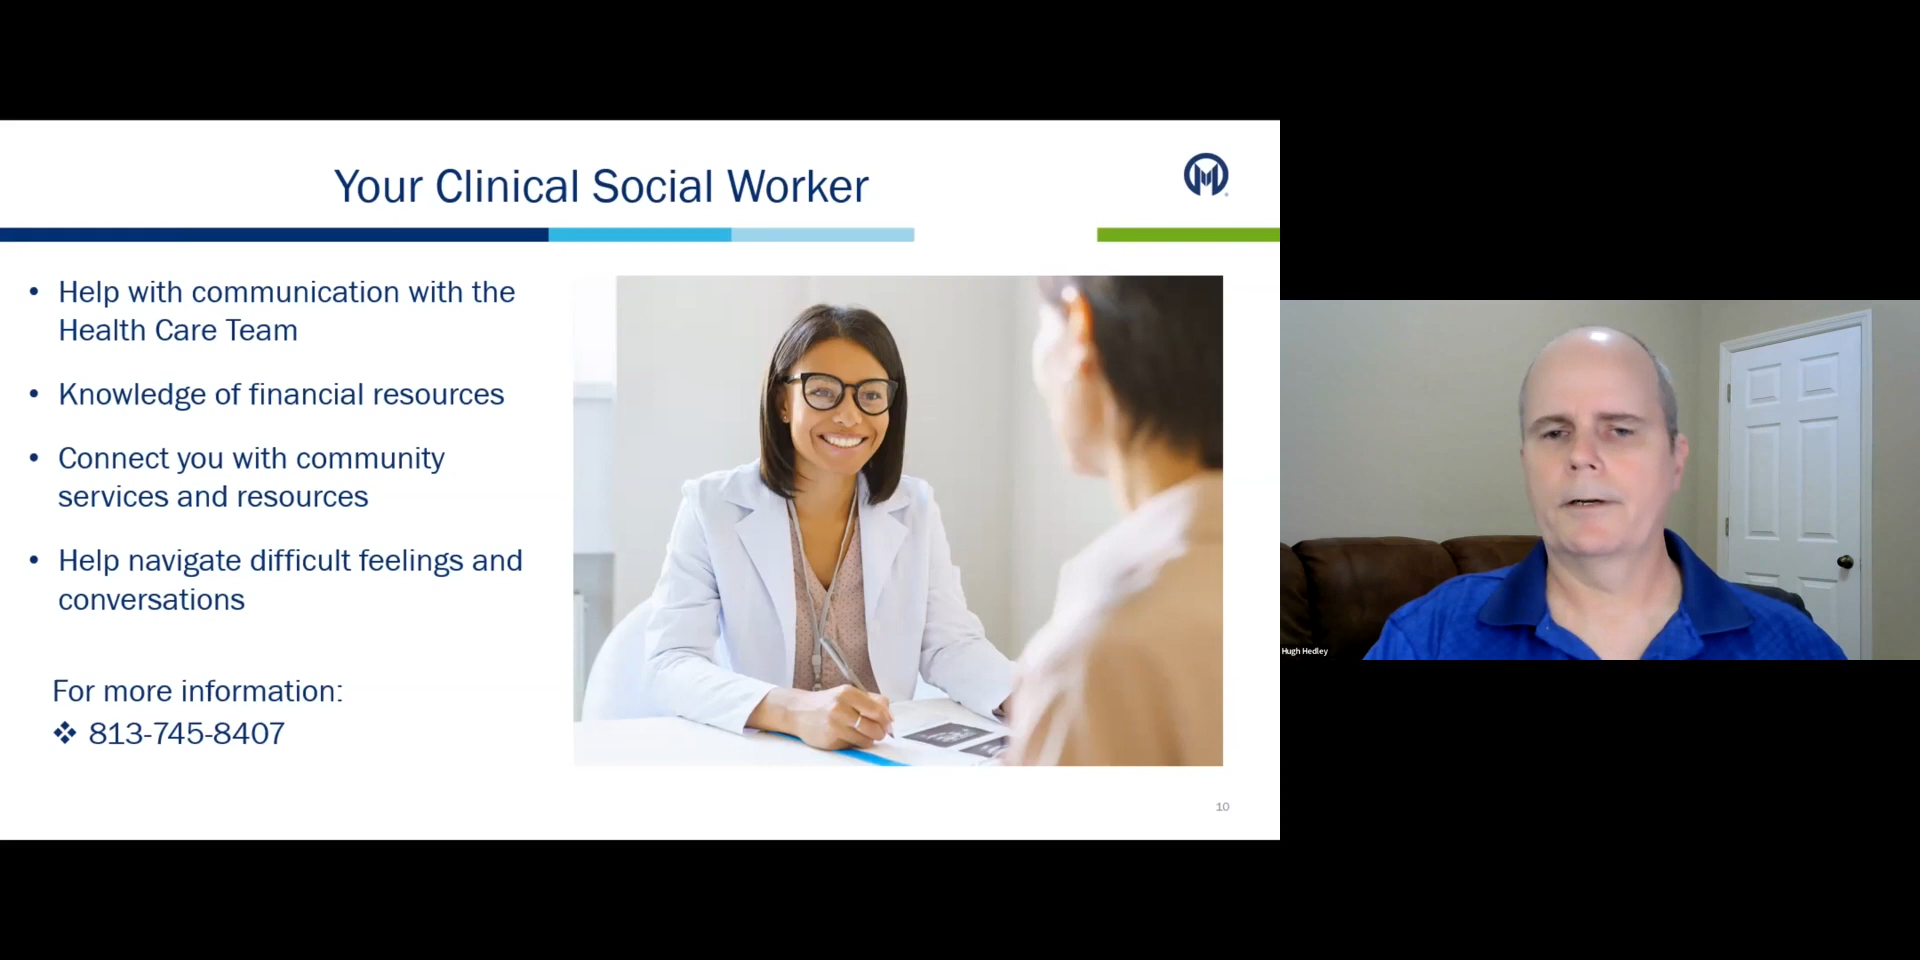 Your Clinical Social Worker
• Help with communication with the
Health Care Team
• Knowledge of financial resources
• Connect you with community
services and resources
• Help navigate difficult feelings and
conversations
For more information:
❖ 813-745-8407
10
Hugh Hedley